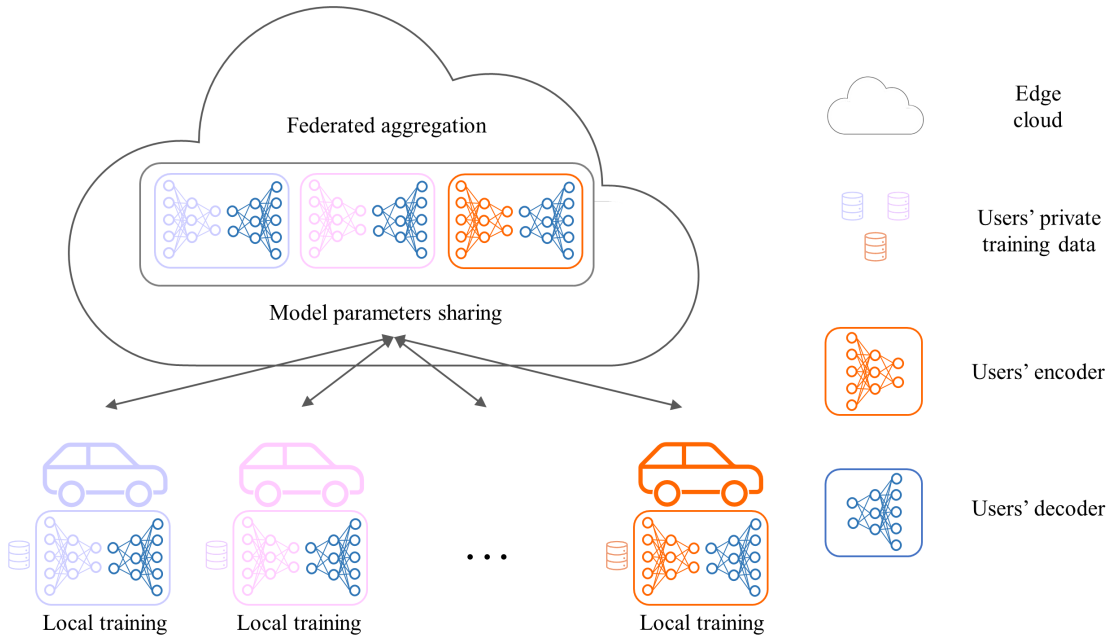 Federated aggregation
Model parameters sharing
Edge
cloud
Users’ private
training data
Users’ encoder
Users’ decoder
...
Local training
Local training
Local training